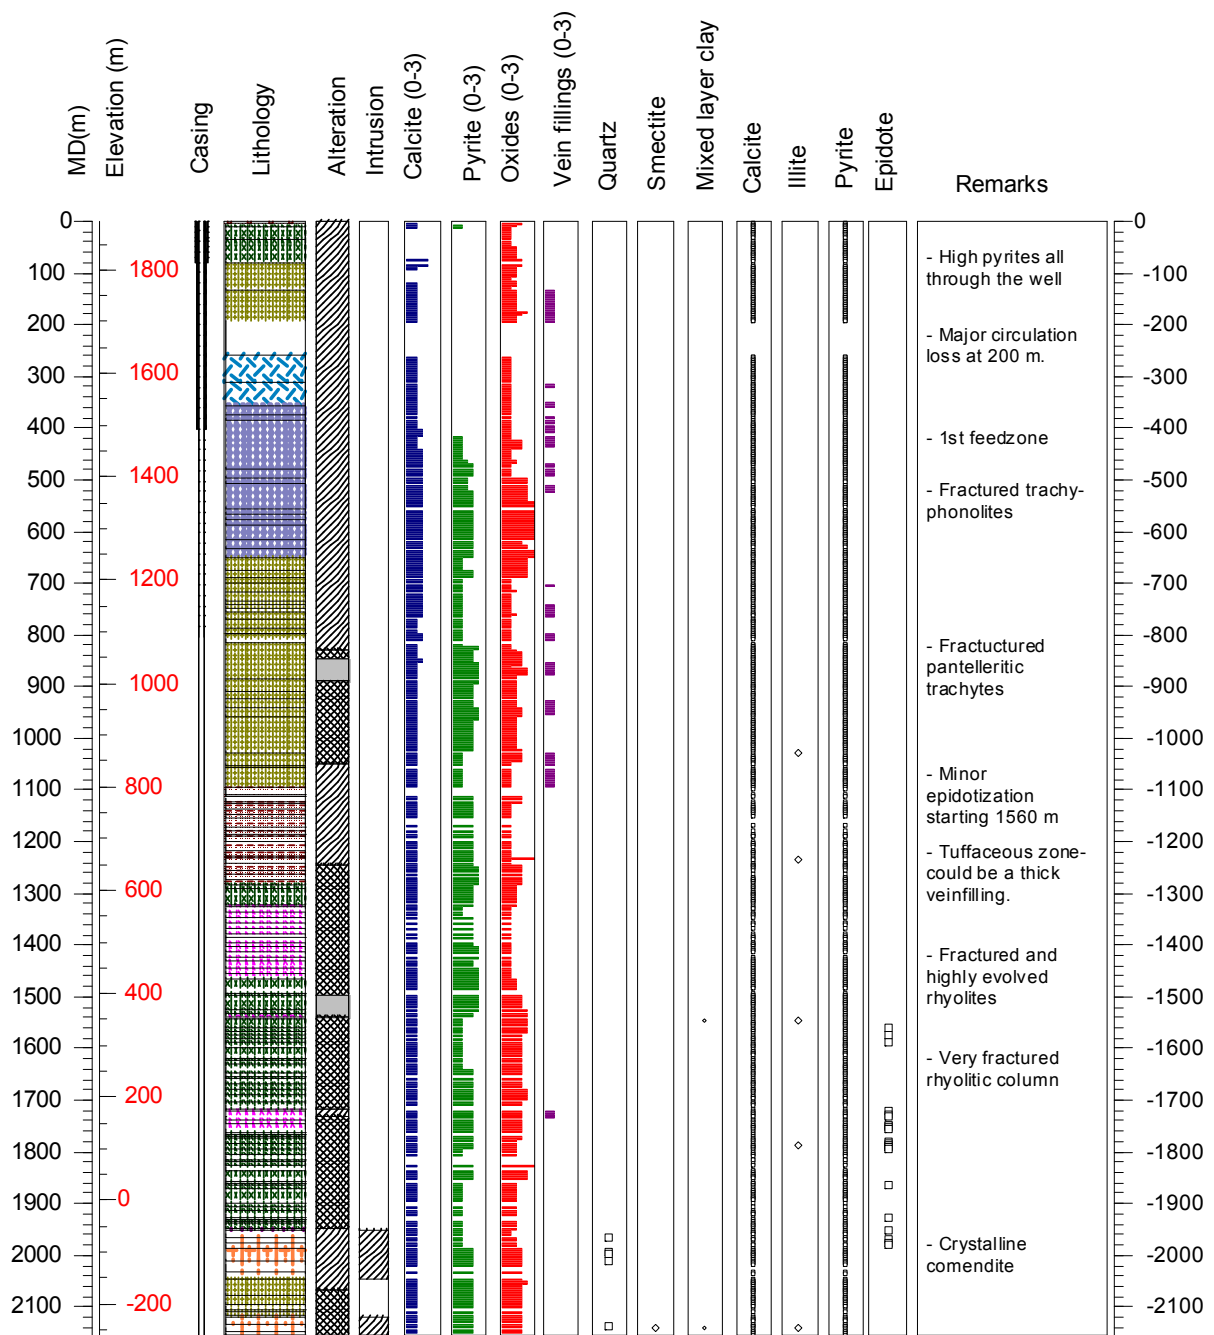 MD(m)
Elevation (m)
Casing
Lithology
Alteration
Intrusion
Calcite (0-3)
Pyrite (0-3)
Oxides (0-3)
Vein fillings (0-3)
Quartz
Smectite
Mixed layer clay
Calcite
Illite
Pyrite
Epidote
Remarks
0
100
200
300
400
500
600
700
800
900
1000
1100
1200
1300
1400
1500
1600
1700
1800
1900
2000
2100
1800
1600
1400
1200
1000
800
600
400
200
0
-200
- High pyrites all
through the well
- Major circulation
loss at 200 m.
- 1st feedzone
- Fractured trachy-
phonolites
- Fractuctured
pantelleritic
trachytes
- Minor
epidotization
starting 1560 m
- Tuffaceous zone-
could be a thick
veinfilling.
- Fractured and
highly evolved
rhyolites
- Very fractured
rhyolitic column
- Crystalline
comendite
0
-100
-200
-300
-400
-500
-600
-700
-800
-900
-1000
-1100
-1200
-1300
-1400
-1500
-1600
-1700
-1800
-1900
-2000
-2100